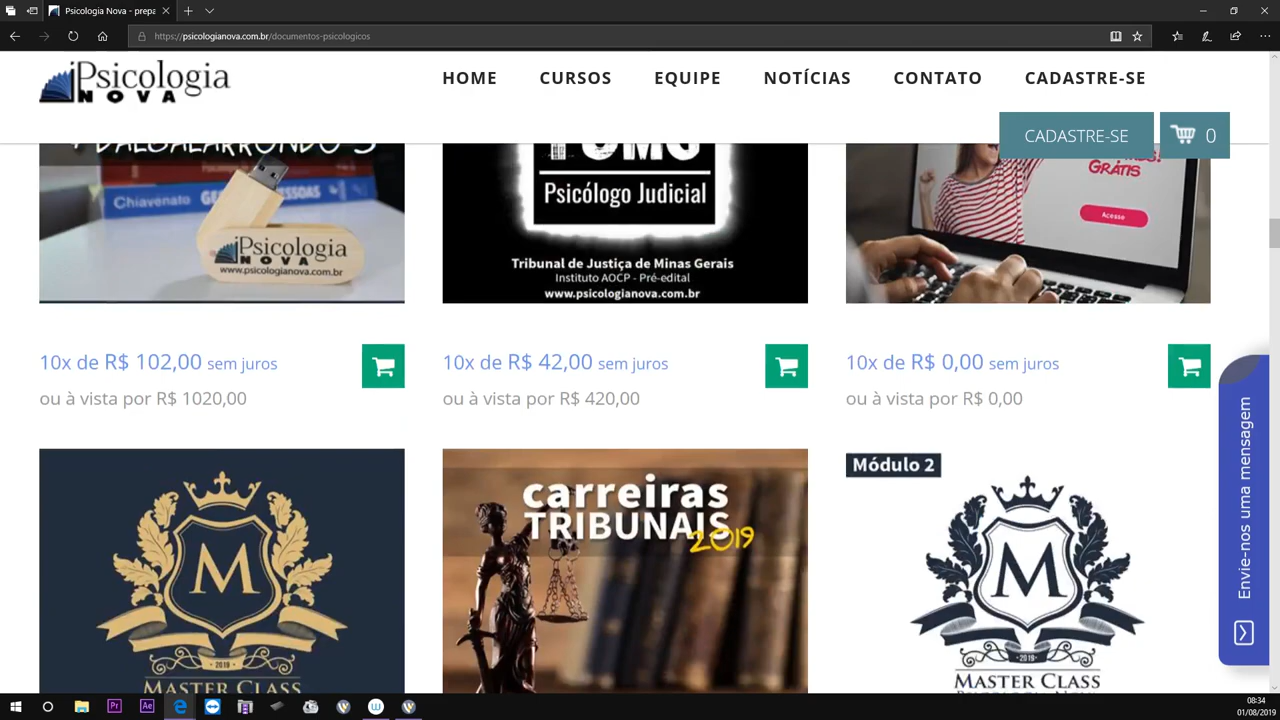 Psicologia Nova - prepa
https://psicologianova.com.br/documentos-psicologicos
Psicologia
NOVA
HOME
CURSOS
EQUIPE
NOTÍCIAS
CONTATO
CADASTRE-SE
CADASTRE-SE
0
Chiavenato
Psicologia
NOVA
www.psicologianova.com.br
TJMG
Psicólogo Judicial
Tribunal de Justiça de Minas Gerais
Instituto AOCP - Pré-edital
www.psicologianova.com.br
GRÁTIS
Acesso
10x de R$ 102,00 sem juros
ou à vista por R$ 1020,00
10x de R$ 42,00 sem juros
ou à vista por R$ 420,00
10x de R$ 0,00 sem juros
ou à vista por R$ 0,00
Envie-nos uma mensagem
M
2019
MASTER CLASS
carreiras
TRIBUNAIS
2019
Módulo 2
M
2019
MASTER CLASS
Pr
Ae
08:34
01/08/2019